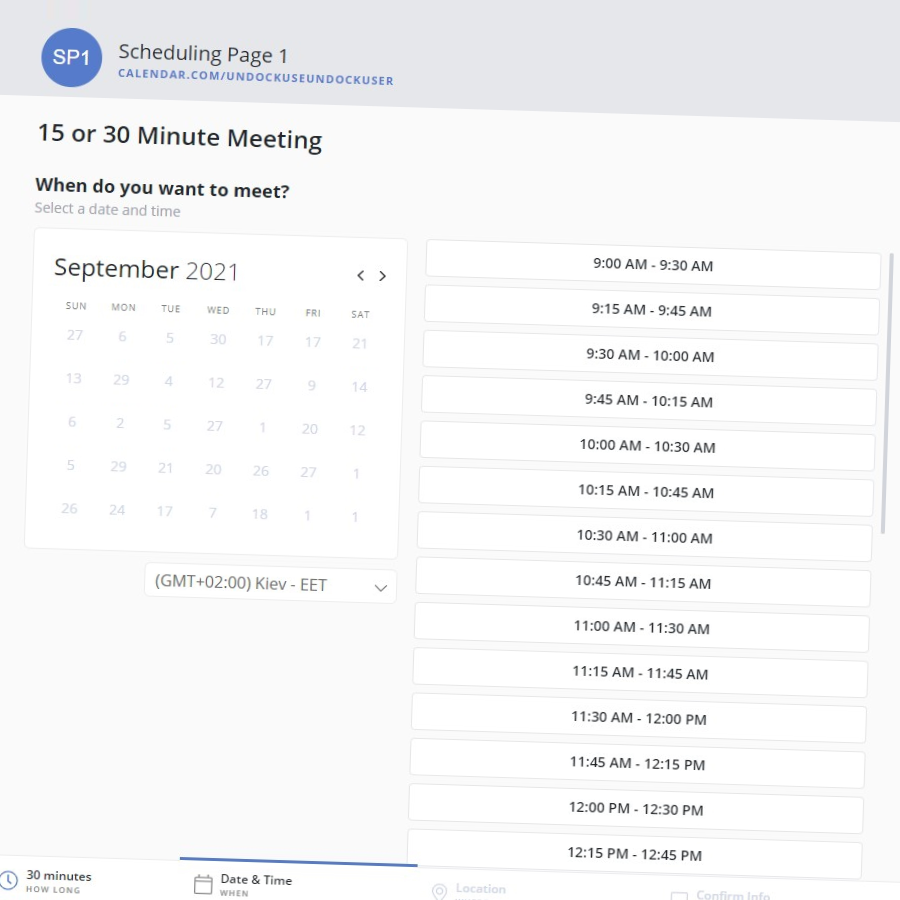 SP1
Scheduling Page 1
CALENDAR.COM/UNDOCKUSEUNDOCKUSER
15 or 30 Minute Meeting
When do you want to meet?
Select a date and time
September 2021
SUN MON TUE WED THU FRI SAT
27 6 5 30 17 17 21
13 29 4 12 27 9 14
6 2 5 27 1 20 12
5 29 21 20 26 27 1
26 24 17 7 18 1 1
(GMT+02:00) Kiev - EET
9:00 AM - 9:30 AM
9:15 AM - 9:45 AM
9:30 AM - 10:00 AM
9:45 AM - 10:15 AM
10:00 AM - 10:30 AM
10:15 AM - 10:45 AM
10:30 AM - 11:00 AM
10:45 AM - 11:15 AM
11:00 AM - 11:30 AM
11:15 AM - 11:45 AM
11:30 AM - 12:00 PM
11:45 AM - 12:15 PM
12:00 PM - 12:30 PM
12:15 PM - 12:45 PM
30 minutes
HOW LONG
Date & Time
WHEN
Location
Confirm Info